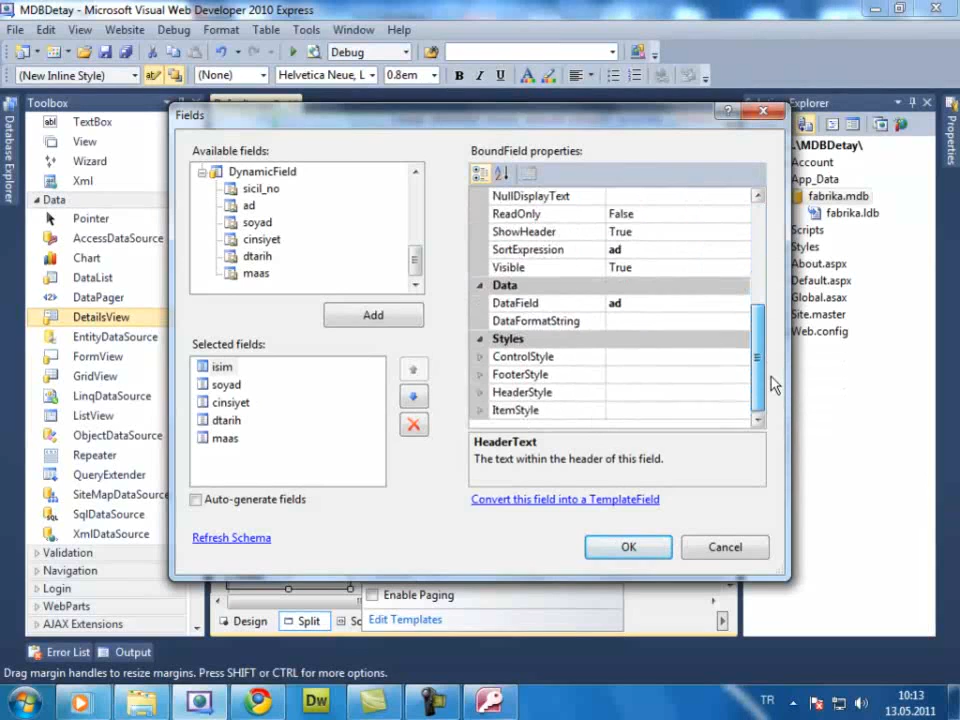 MDBDetay - Microsoft Visual Web Developer 2010 Express
File Edit View Website Debug Format Table Tools Window Help
Debug
(New Inline Style) (None) Helvetica Neue, L 0.8em B I U
Database Explorer
Toolbox
TextBox
View
Wizard
Xml
Data
Pointer
AccessDataSource
Chart
DataList
DataPager
DetailsView
EntityDataSource
FormView
GridView
LinqDataSource
ListView
ObjectDataSource
Repeater
QueryExtender
SiteMapDataSource
SqlDataSource
XmlDataSource
Validation
Navigation
Login
WebParts
AJAX Extensions
Fields
Available fields:
DynamicField
sicil_no
ad
soyad
cinsiyet
dtarih
maas
Add
Selected fields:
isim
soyad
cinsiyet
dtarih
maas
Auto-generate fields
Refresh Schema
BoundField properties:
NullDisplayText
ReadOnly False
ShowHeader True
SortExpression ad
Visible True
Data
DataField ad
DataFormatString
Styles
ControlStyle
FooterStyle
HeaderStyle
ItemStyle
HeaderText
The text within the header of this field.
Convert this field into a TemplateField
OK Cancel
Enable Paging
Edit Templates
Design Split
Explorer
..\MDBDetay\
Account
App_Data
fabrika.mdb
fabrika.ldb
Scripts
Styles
About.aspx
Default.aspx
Global.asax
Site.master
Web.config
Properties
Error List Output
Drag margin handles to resize margins. Press SHIFT or CTRL for more options.
Dw
TR
10:13
13.05.2011